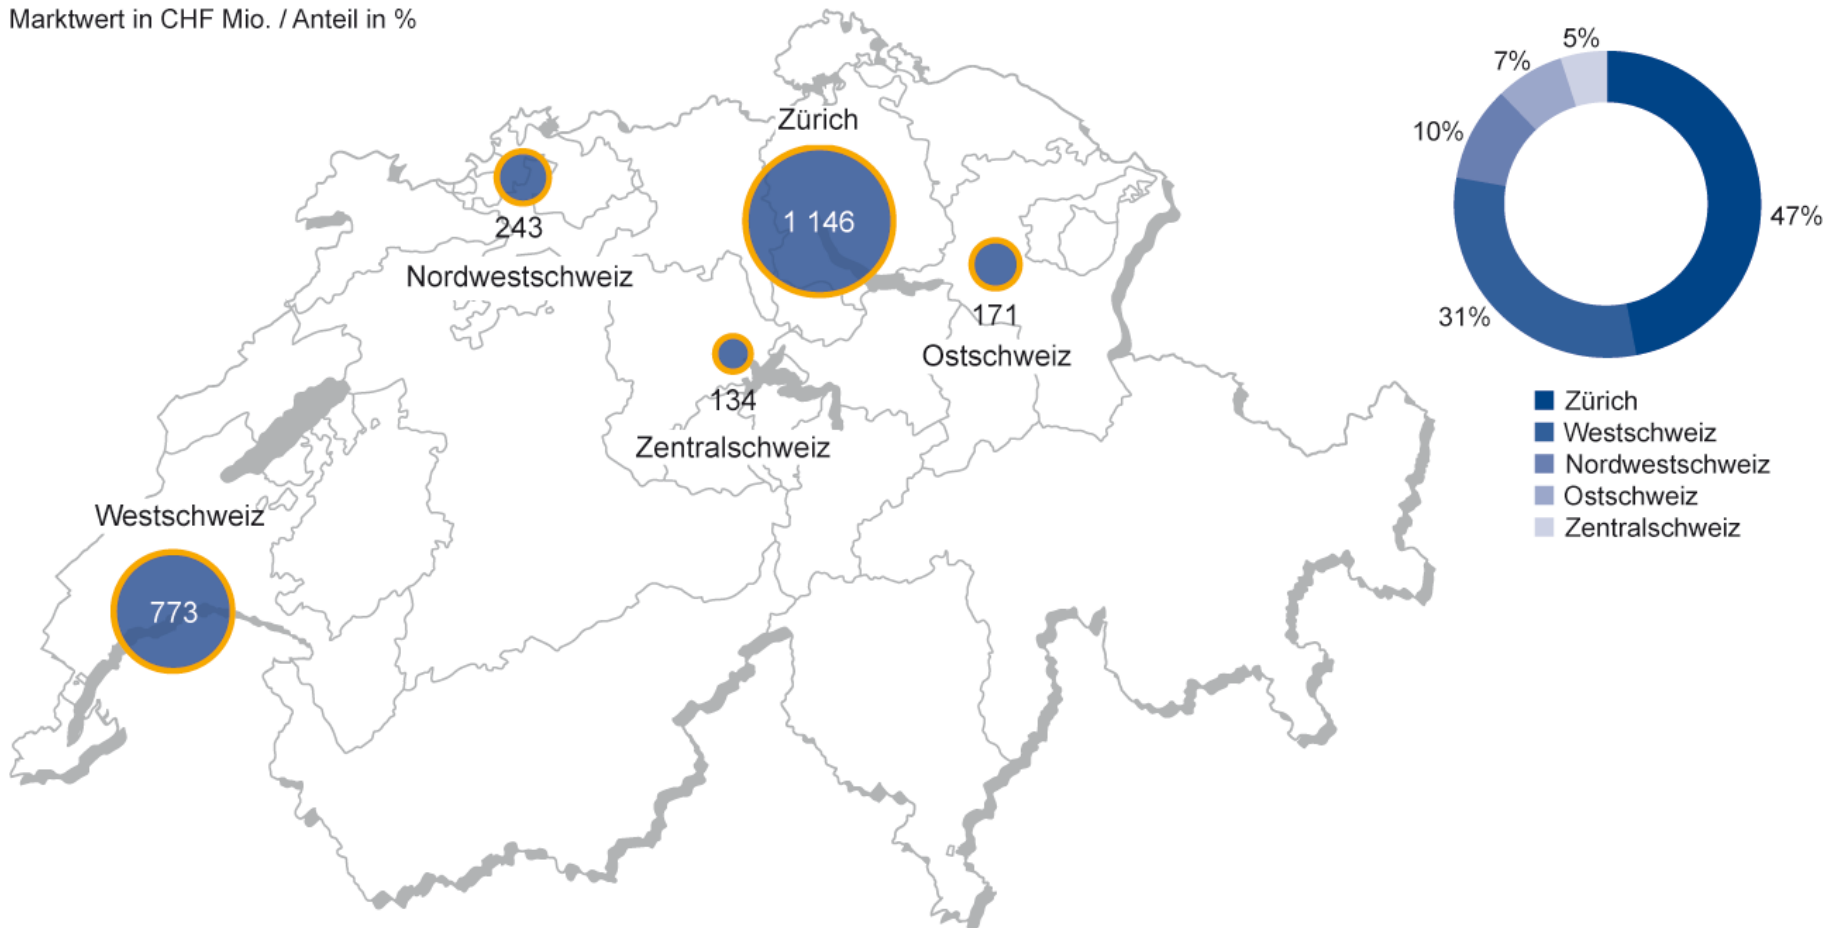 Marktwert in CHF Mio. / Anteil in %
Zürich
1 146
243
Nordwestschweiz
171
Ostschweiz
134
Zentralschweiz
Westschweiz
773
5%
7%
10%
47%
31%
Zürich
Westschweiz
Nordwestschweiz
Ostschweiz
Zentralschweiz